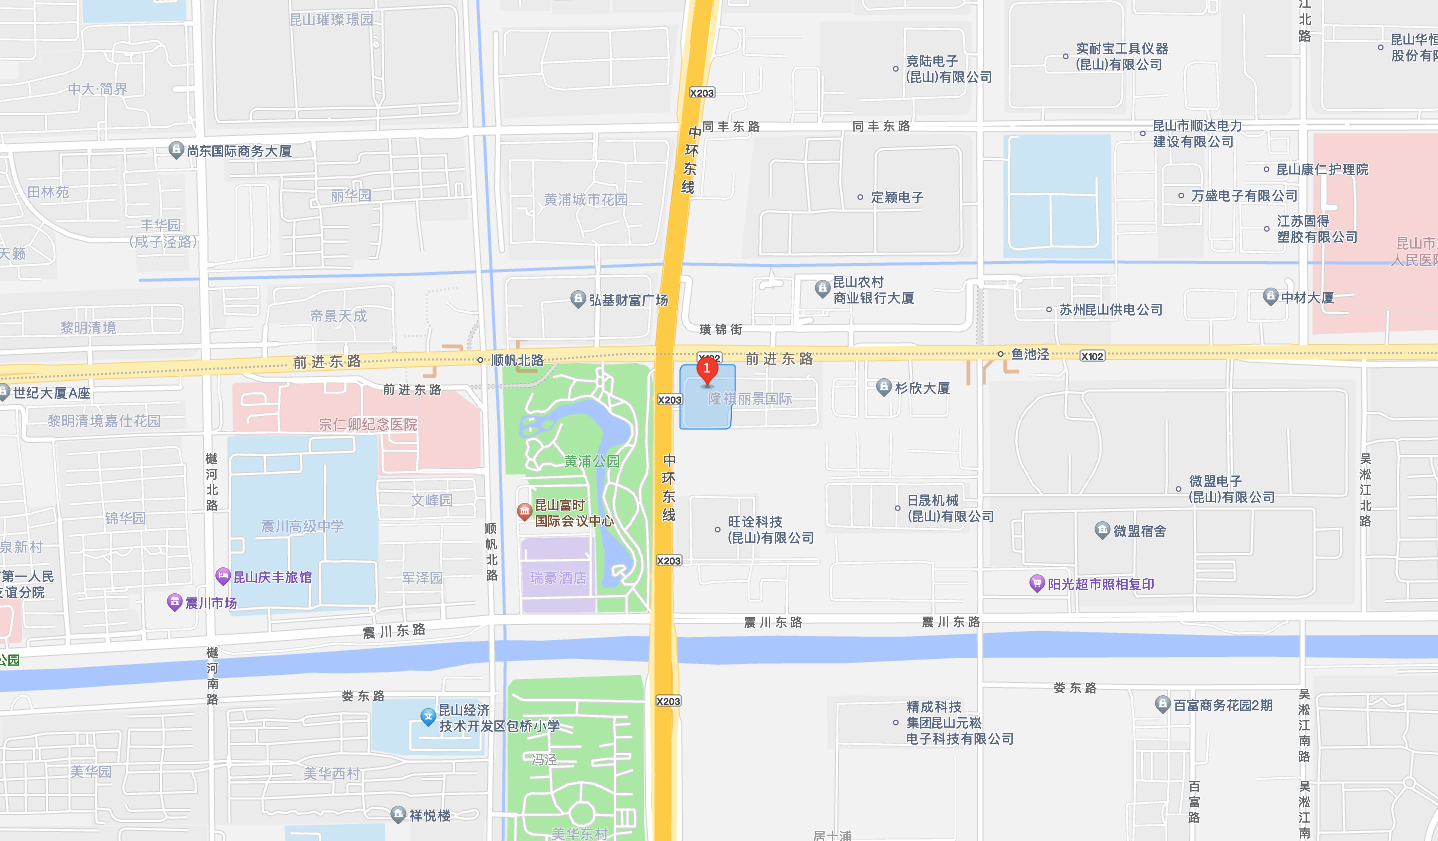 昆山璀璨璟园
江北路
昆山华恒
股份有限
竞陆电子
(昆山)有限公司
实耐宝工具仪器
(昆山)有限公司
中大·简界
X203
同丰东路
同丰东路
昆山市顺达电力
建设有限公司
尚东国际商务大厦
中环东线
昆山康仁护理院
田林苑
丽华园
黄浦城市花园
定颖电子
万盛电子有限公司
丰华园
(咸子泾路)
江苏固得
塑胶有限公司
天籁
昆山市
人民医院
弘基财富广场
昆山农村
商业银行大厦
苏州昆山供电公司
中材大厦
黎明清境
帝景天成
璜锦街
前进东路
顺帆北路
X102
前进东路
鱼池泾
X102
1
世纪大厦A座
前进东路
X203
隆祺丽景国际
杉欣大厦
黎明清境嘉仕花园
宗仁卿纪念医院
樾河北路
黄浦公园
中环东线
吴淞江北路
文峰园
微盟电子
(昆山)有限公司
锦华园
震川高级中学
昆山富时
国际会议中心
旺诠科技
(昆山)有限公司
日晟机械
(昆山)有限公司
微盟宿舍
泉新村
顺帆北路
X203
第一人民
友谊分院
昆山庆丰旅馆
军泽园
瑞豪酒店
阳光超市照相复印
震川市场
震川东路
震川东路
震川东路
公园
樾河南路
娄东路
娄东路
X203
昆山经济
技术开发区包桥小学
精成科技
集团昆山元崧
电子科技有限公司
百富商务花园2期
吴淞江南路
美华园
美华西村
冯泾
百富路
吴淞江南
祥悦楼
美华东村
居士浦